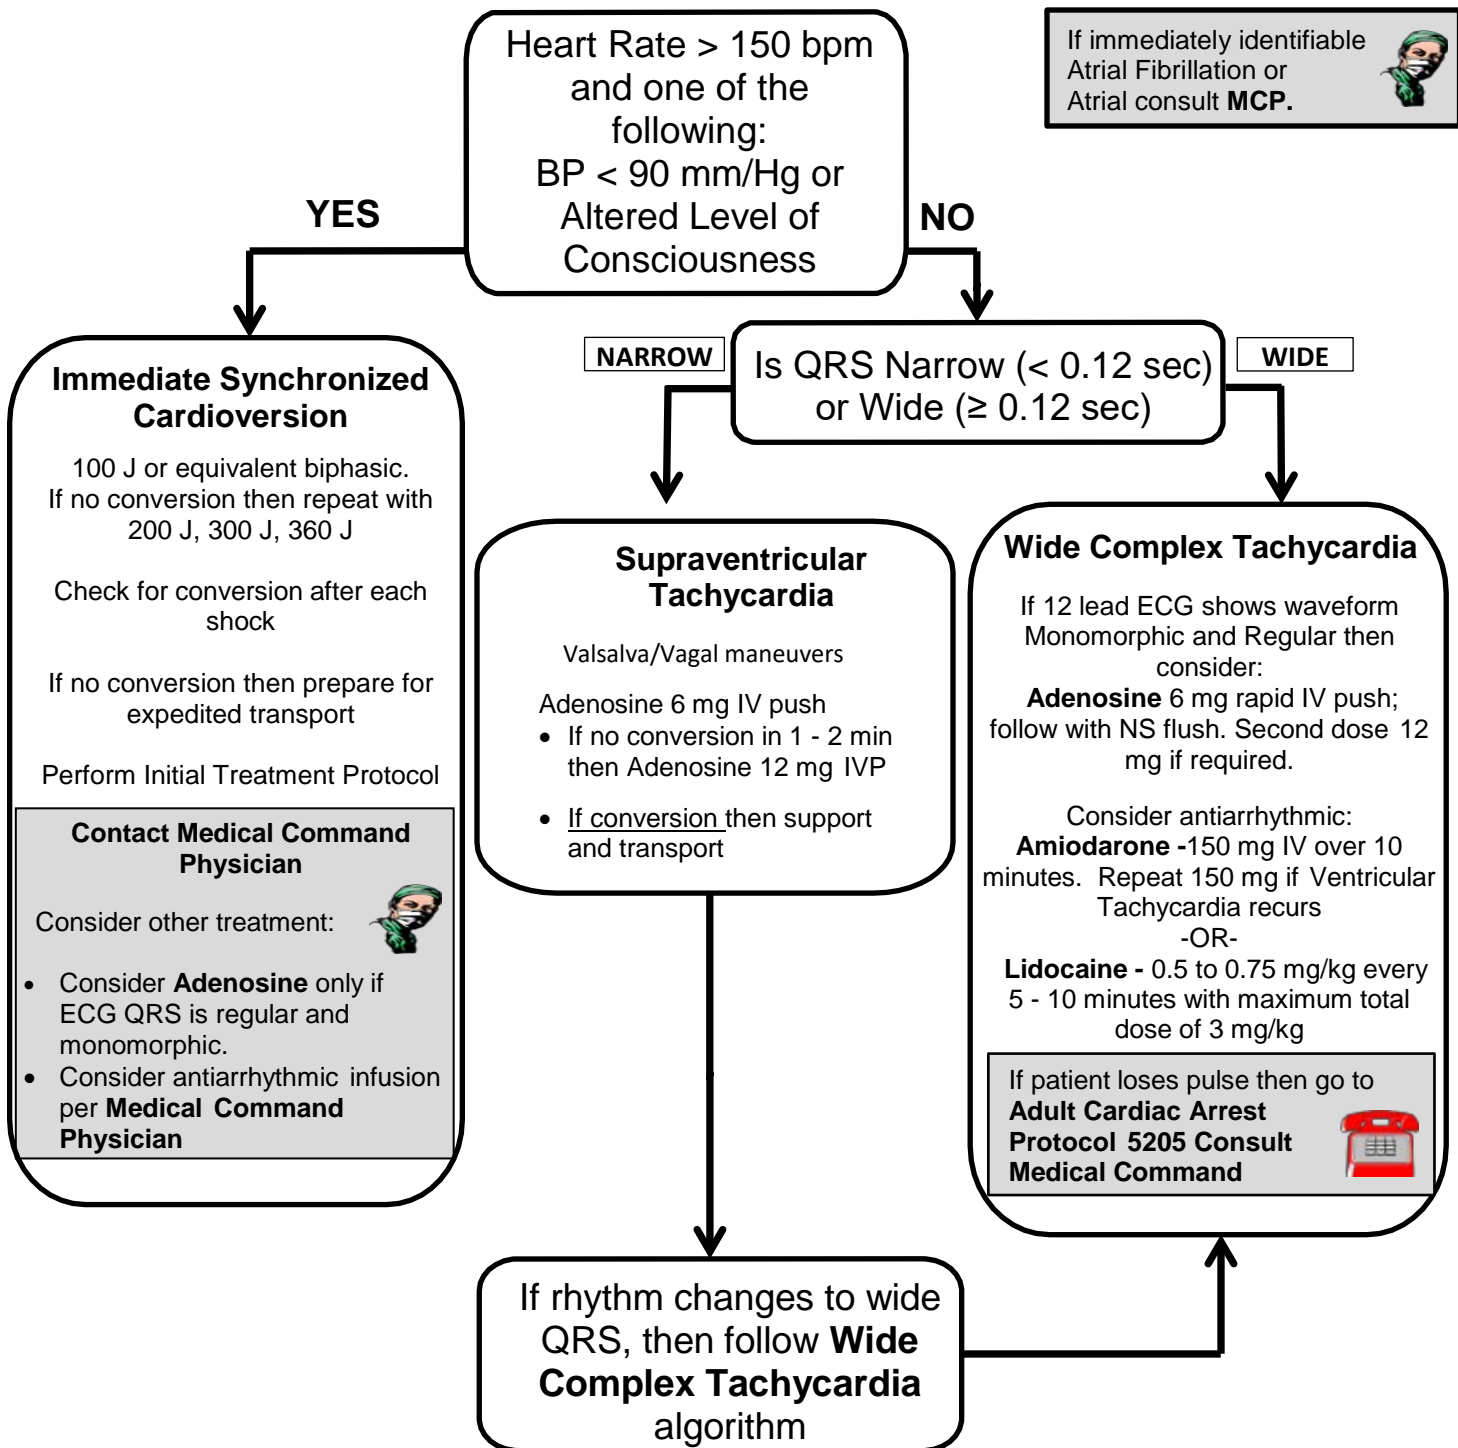 Heart Rate > 150 bpm
and one of the
following:
BP < 90 mm/Hg or
Altered Level of
Consciousness
If immediately identifiable
Atrial Fibrillation or
Atrial consult MCP.
YES
NO
Immediate Synchronized
Cardioversion
100 J or equivalent biphasic.
If no conversion then repeat with
200 J, 300 J, 360 J
Check for conversion after each
shock
If no conversion then prepare for
expedited transport
Perform Initial Treatment Protocol
Contact Medical Command
Physician
Consider other treatment:
• Consider Adenosine only if
ECG QRS is regular and
monomorphic.
• Consider antiarrhythmic infusion
per Medical Command
Physician
NARROW
Is QRS Narrow (< 0.12 sec)
or Wide (≥ 0.12 sec)
WIDE
Supraventricular
Tachycardia
Valsalva/Vagal maneuvers
Adenosine 6 mg IV push
• If no conversion in 1 - 2 min
then Adenosine 12 mg IVP
• If conversion then support
and transport
Wide Complex Tachycardia
If 12 lead ECG shows waveform
Monomorphic and Regular then
consider:
Adenosine 6 mg rapid IV push;
follow with NS flush. Second dose 12
mg if required.
Consider antiarrhythmic:
Amiodarone -150 mg IV over 10
minutes. Repeat 150 mg if Ventricular
Tachycardia recurs
-OR-
Lidocaine - 0.5 to 0.75 mg/kg every
5 - 10 minutes with maximum total
dose of 3 mg/kg
If patient loses pulse then go to
Adult Cardiac Arrest
Protocol 5205 Consult
Medical Command
If rhythm changes to wide
QRS, then follow Wide
Complex Tachycardia
algorithm